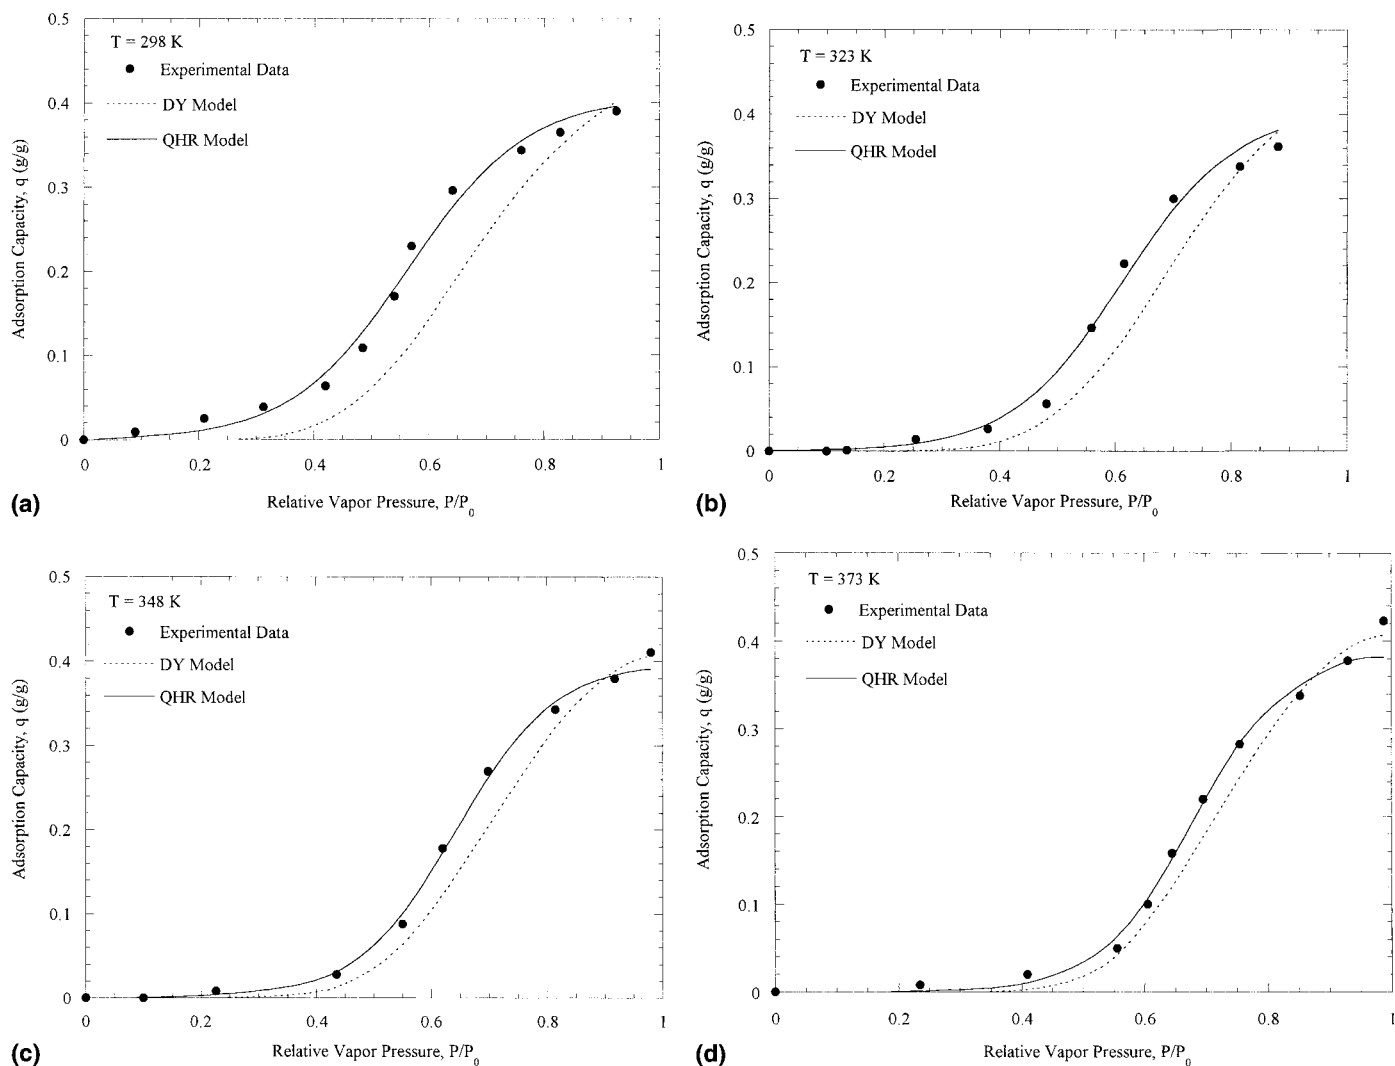 0.5
T = 298 K
Experimental Data
0.4
DY Model
QHR Model
0.3
0.2
0.1
0
0 0.2 0.4 0.6 0.8 1
Adsorption Capacity, q (g/g)
Relative Vapor Pressure, P/P0
(a)
0.5
T = 323 K
Experimental Data
0.4
DY Model
QHR Model
0.3
0.2
0.1
0
0 0.2 0.4 0.6 0.8 1
Adsorption Capacity, q (g/g)
Relative Vapor Pressure, P/P0
(b)
0.5
T = 348 K
Experimental Data
0.4
DY Model
QHR Model
0.3
0.2
0.1
0
0 0.2 0.4 0.6 0.8 1
Adsorption Capacity, q (g/g)
Relative Vapor Pressure, P/P0
(c)
0.5
T = 373 K
Experimental Data
0.4
DY Model
QHR Model
0.3
0.2
0.1
0
0 0.2 0.4 0.6 0.8 1
Adsorption Capacity, q (g/g)
Relative Vapor Pressure, P/P0
(d)